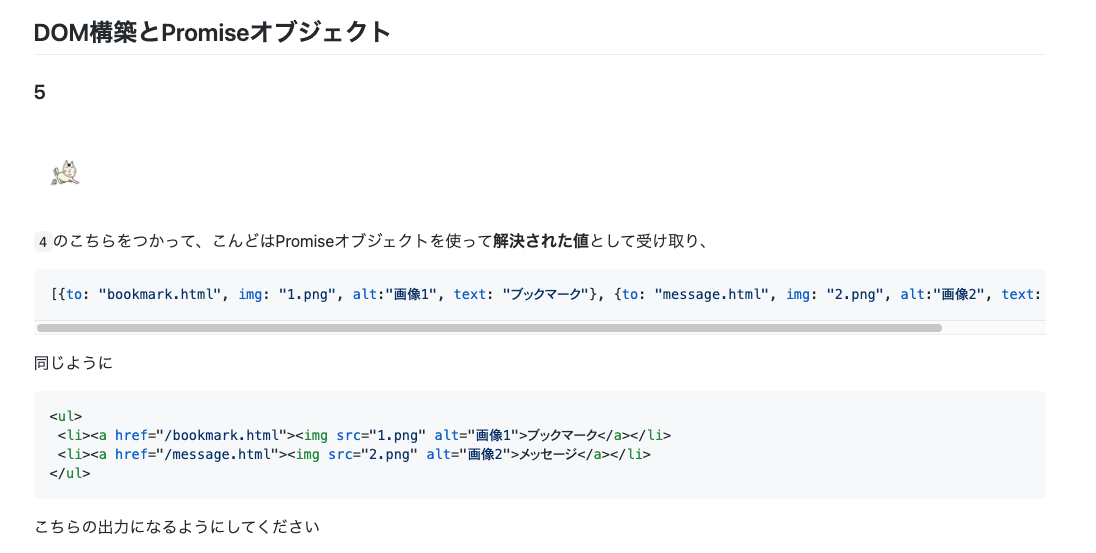 DOM構築とPromiseオブジェクト
5
4のこちらをつかって、こんどはPromiseオブジェクトを使って解決された値として受け取り、
[{to: "bookmark.html", img: "1.png", alt:"画像1", text: "ブックマーク"}, {to: "message.html", img: "2.png", alt:"画像2", text:
同じように
<ul>
 <li><a href="/bookmark.html"><img src="1.png" alt="画像1">ブックマーク</a></li>
 <li><a href="/message.html"><img src="2.png" alt="画像2">メッセージ</a></li>
</ul>
こちらの出力になるようにしてください